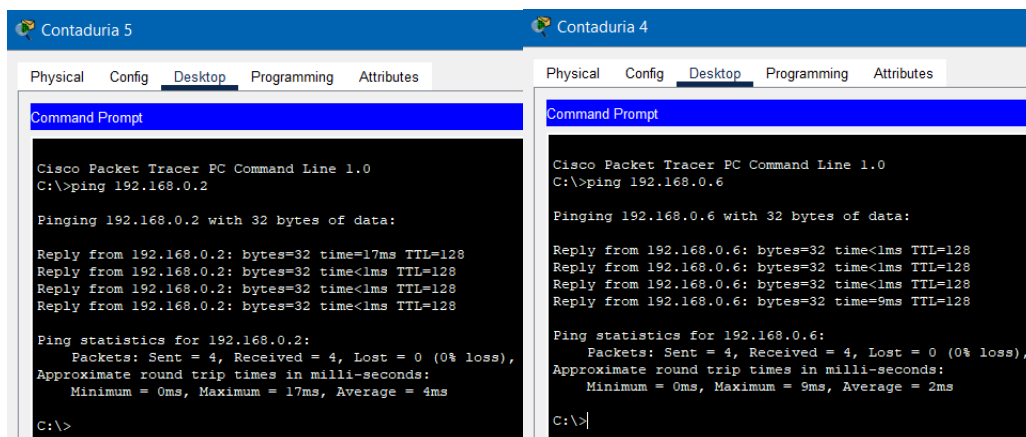 Contaduria 5
Physical Config Desktop Programming Attributes
Command Prompt
Cisco Packet Tracer PC Command Line 1.0
C:\>ping 192.168.0.2
Pinging 192.168.0.2 with 32 bytes of data:
Reply from 192.168.0.2: bytes=32 time=17ms TTL=128
Reply from 192.168.0.2: bytes=32 time<1ms TTL=128
Reply from 192.168.0.2: bytes=32 time<1ms TTL=128
Reply from 192.168.0.2: bytes=32 time<1ms TTL=128
Ping statistics for 192.168.0.2:
Packets: Sent = 4, Received = 4, Lost = 0 (0% loss),
Approximate round trip times in milli-seconds:
Minimum = 0ms, Maximum = 17ms, Average = 4ms
C:\>
Contaduria 4
Physical Config Desktop Programming Attributes
Command Prompt
Cisco Packet Tracer PC Command Line 1.0
C:\>ping 192.168.0.6
Pinging 192.168.0.6 with 32 bytes of data:
Reply from 192.168.0.6: bytes=32 time<1ms TTL=128
Reply from 192.168.0.6: bytes=32 time<1ms TTL=128
Reply from 192.168.0.6: bytes=32 time<1ms TTL=128
Reply from 192.168.0.6: bytes=32 time=9ms TTL=128
Ping statistics for 192.168.0.6:
Packets: Sent = 4, Received = 4, Lost = 0 (0% loss),
Approximate round trip times in milli-seconds:
Minimum = 0ms, Maximum = 9ms, Average = 2ms
C:\>